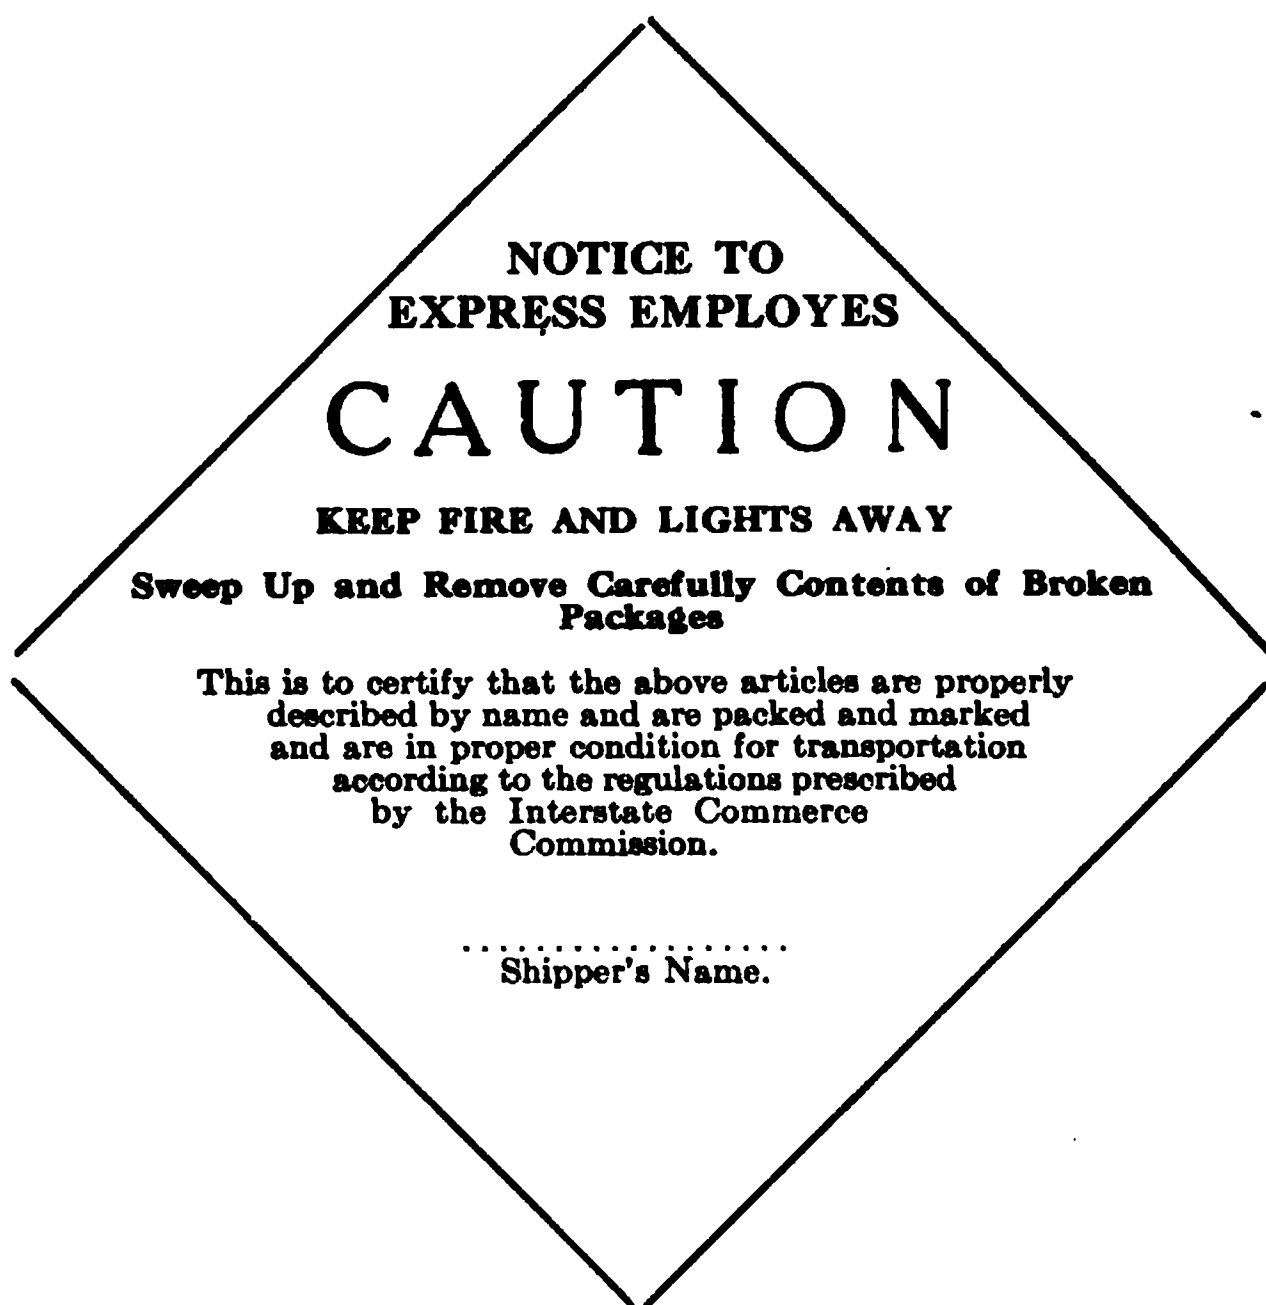 NOTICE TO
EXPRESS EMPLOYES
CAUTION
KEEP FIRE AND LIGHTS AWAY
Sweep Up and Remove Carefully Contents of Broken
Packages
This is to certify that the above articles are properly
described by name and are packed and marked
and are in proper condition for transportation
according to the regulations prescribed
by the Interstate Commerce
Commission.
..................
Shipper's Name.